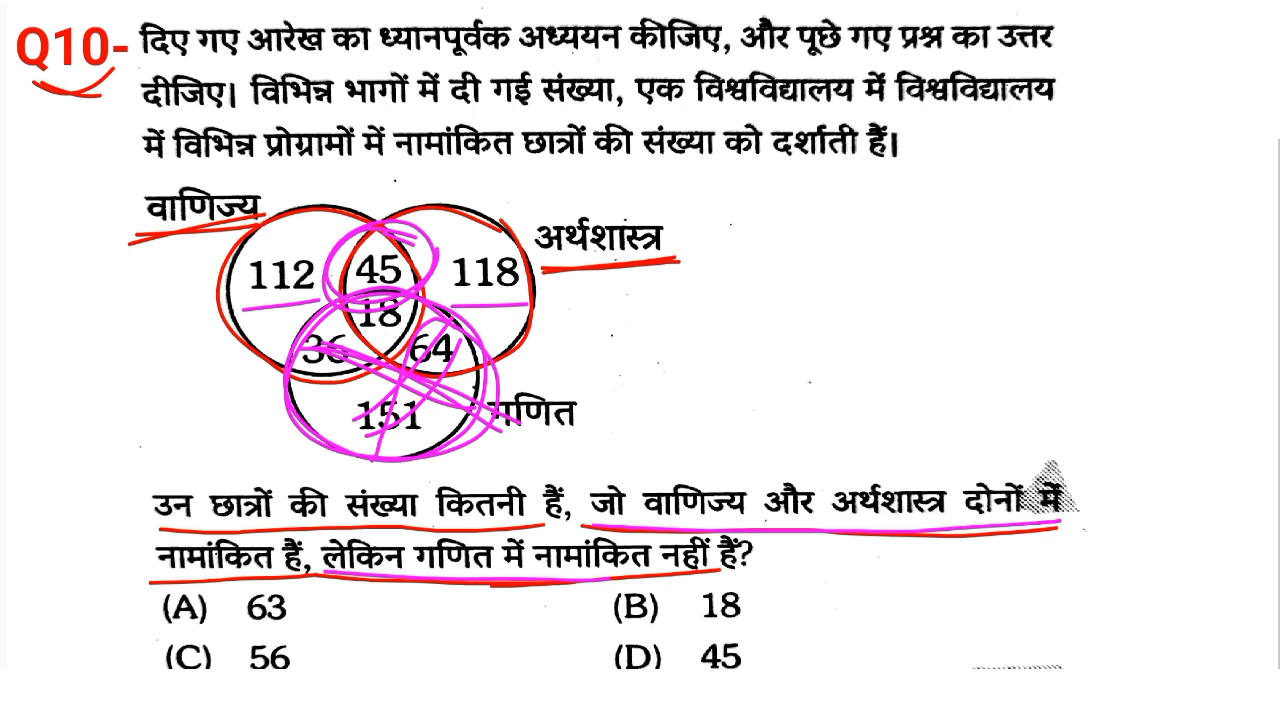 Q10- दिए गए आरेख का ध्यानपूर्वक अध्ययन कीजिए, और पूछे गए प्रश्न का उत्तर
दीजिए। विभिन्न भागों में दी गई संख्या, एक विश्वविद्यालय में विश्वविद्यालय
में विभिन्न प्रोग्रामों में नामांकित छात्रों की संख्या को दर्शाती हैं।
वाणिज्य
अर्थशास्त्र
112 45 118
18
36 64
151 गणित
उन छात्रों की संख्या कितनी हैं, जो वाणिज्य और अर्थशास्त्र दोनों में
नामांकित हैं, लेकिन गणित में नामांकित नहीं हैं?
(A) 63 (B) 18
(C) 56 (D) 45